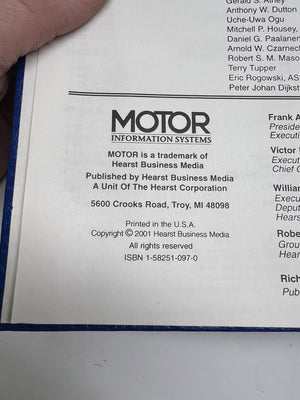 Gerald S. Athey
Anthony W. Dutton
Uche-Uwa Ogu
Mitchell P. Housey,
Daniel G. Paalanen
Arnold W. Czarneck
Robert S. M. Maso
Terry Tupper
Eric Rogowski, AS
Peter Johan Dijkst
MOTOR
INFORMATION SYSTEMS
MOTOR is a trademark of
Hearst Business Media
Published by Hearst Business Media
A Unit Of The Hearst Corporation
5600 Crooks Road, Troy, MI 48098
Printed in the U.S.A.
Copyright © 2001 Hearst Business Media
All rights reserved
ISBN 1-58251-097-0
Frank A
Preside
Executi
Victor
Execut
Chief C
William
Execu
Deput
Hears
Robe
Grou
Hear
Rich
Pub